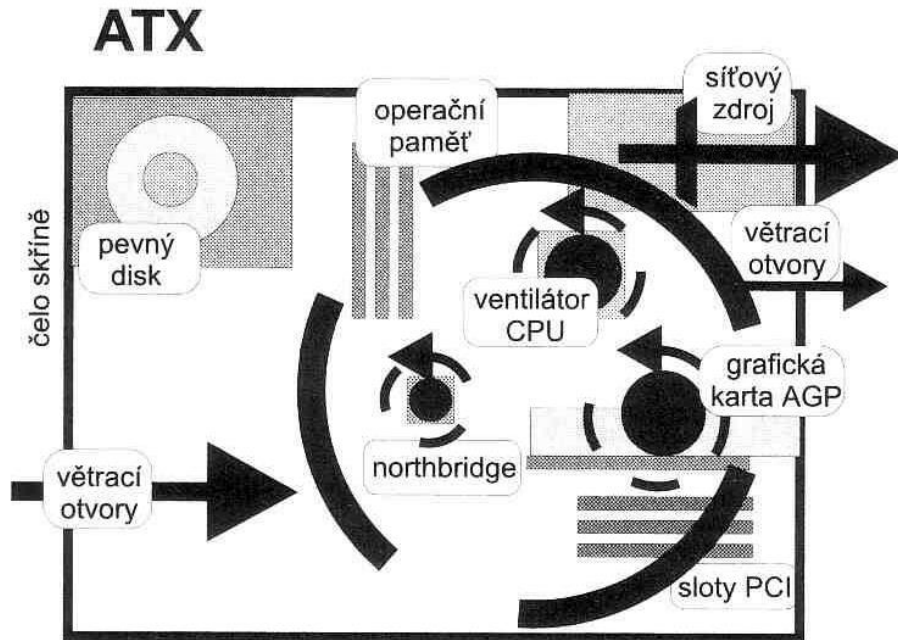 ATX
síťový
zdroj
operační
paměť
čelo skříně
pevný
disk
větrací
otvory
ventilátor
CPU
grafická
karta AGP
northbridge
větrací
otvory
sloty PCI